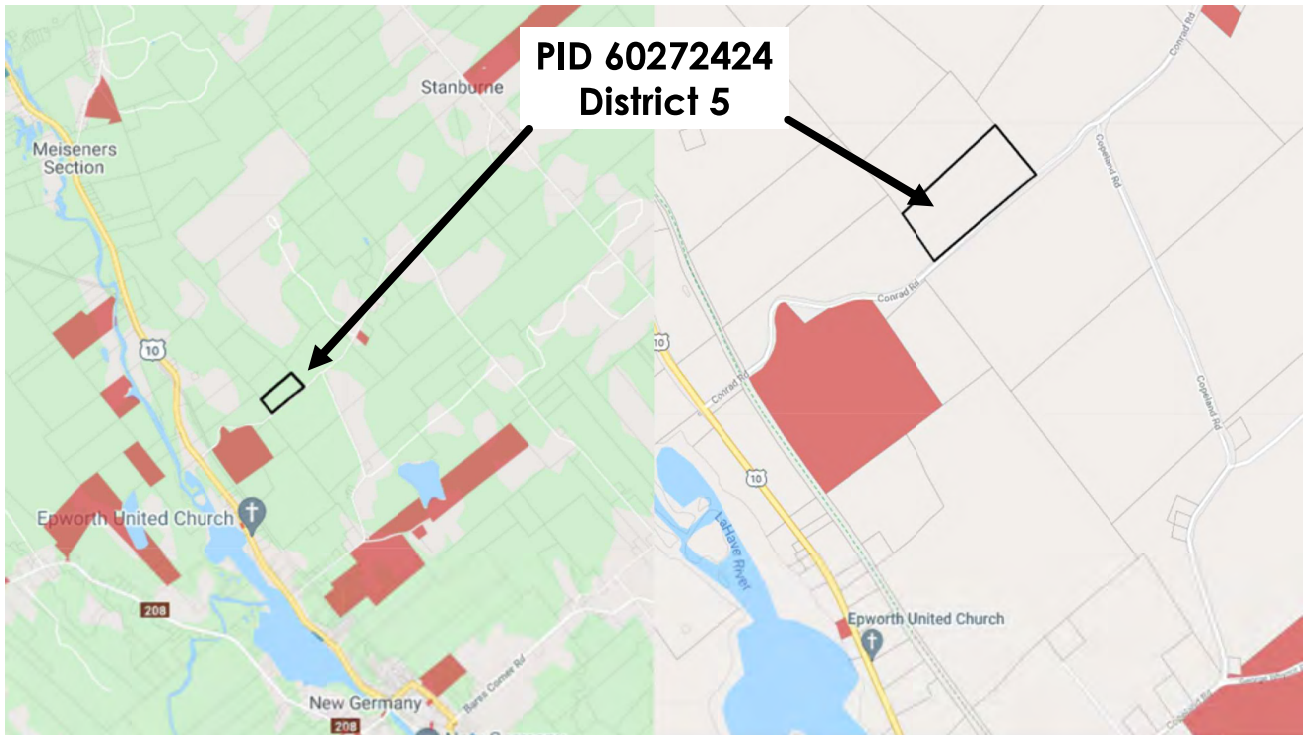 PID 60272424
District 5
Stanburne
Meiseners
Section
10
Epworth United Church
208
New Germany
208
Barss Corner Rd
Conrad Rd
Copeland Rd
Conrad Rd
10
Conrad Rd
Copeland Rd
10
LaHave River
Epworth United Church